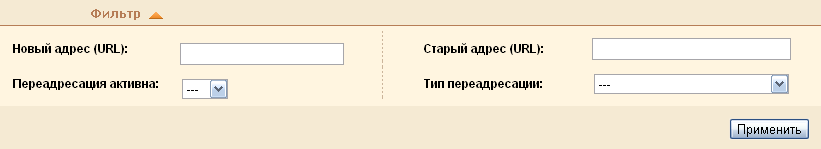 Фильтр
Новый адрес (URL): Старый адрес (URL):
Переадресация активна: --- Тип переадресации: ---
Применить